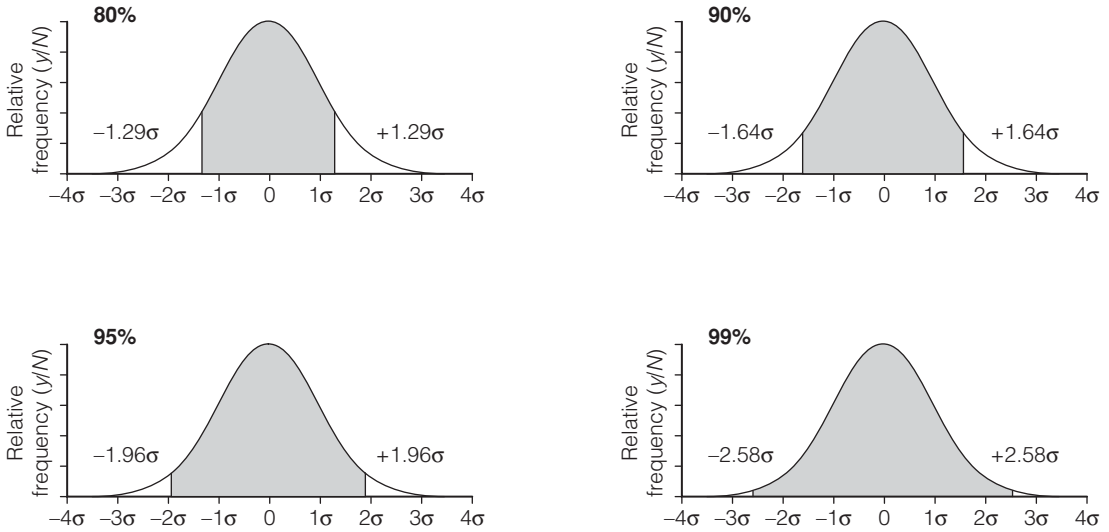 80%
Relative
frequency (y/N)
–1.29σ
+1.29σ
–4σ –3σ –2σ –1σ 0 1σ 2σ 3σ 4σ
90%
Relative
frequency (y/N)
–1.64σ
+1.64σ
–4σ –3σ –2σ –1σ 0 1σ 2σ 3σ 4σ
95%
Relative
frequency (y/N)
–1.96σ
+1.96σ
–4σ –3σ –2σ –1σ 0 1σ 2σ 3σ 4σ
99%
Relative
frequency (y/N)
–2.58σ
+2.58σ
–4σ –3σ –2σ –1σ 0 1σ 2σ 3σ 4σ